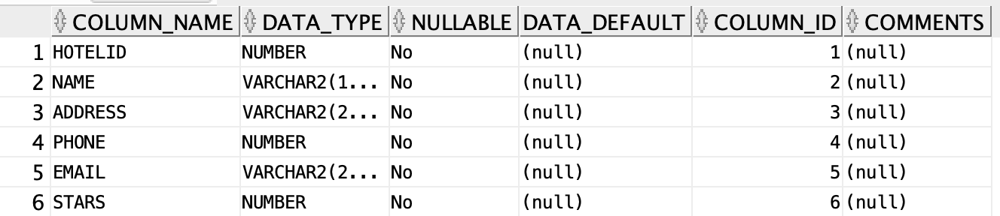 COLUMN_NAME DATA_TYPE NULLABLE DATA_DEFAULT COLUMN_ID COMMENTS
1 HOTELID NUMBER No (null) 1 (null)
2 NAME VARCHAR2(1... No (null) 2 (null)
3 ADDRESS VARCHAR2(2... No (null) 3 (null)
4 PHONE NUMBER No (null) 4 (null)
5 EMAIL VARCHAR2(2... No (null) 5 (null)
6 STARS NUMBER No (null) 6 (null)